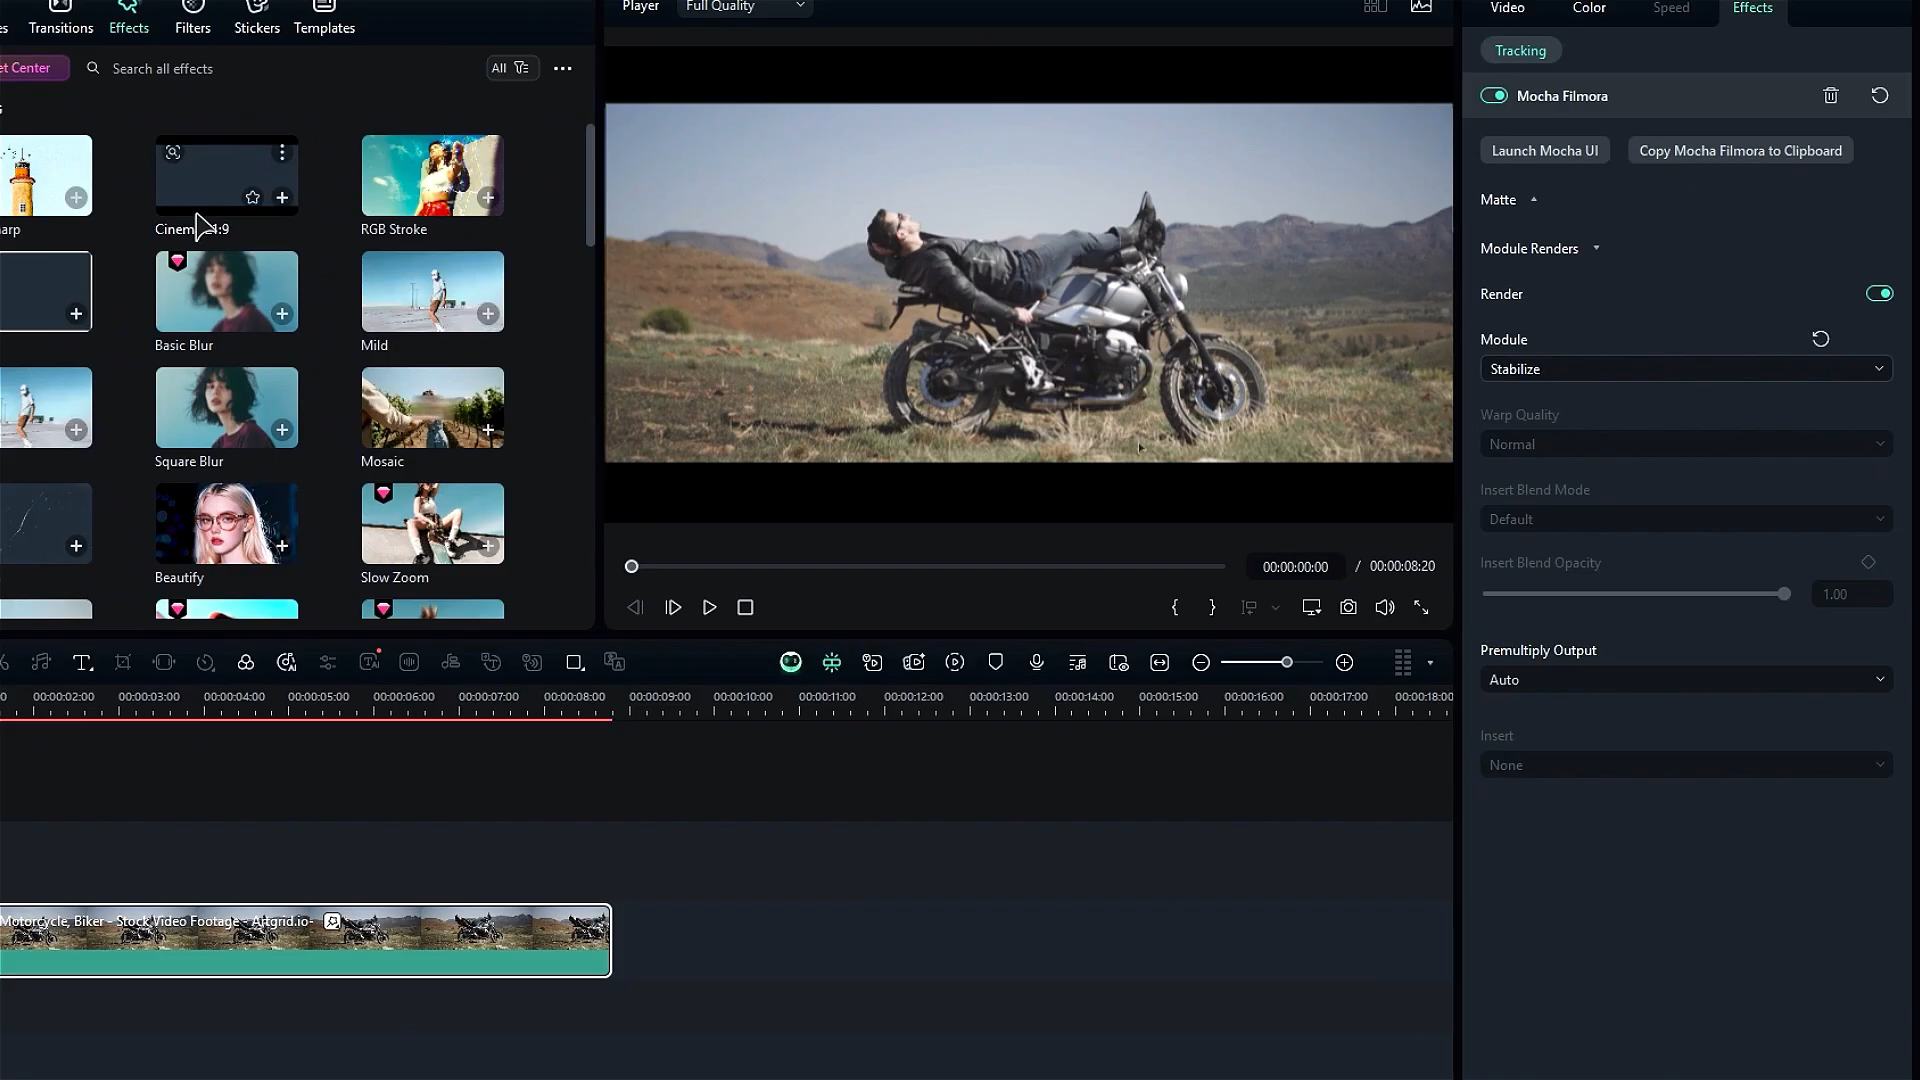 Transitions
Effects
Filters
Stickers
Templates
Player
Full Quality
Video
Color
Speed
Effects
et Center
Search all effects
All
Tracking
Mocha Filmora
Launch Mocha UI
Copy Mocha Filmora to Clipboard
Matte
Module Renders
Render
Module
Stabilize
Warp Quality
Normal
Insert Blend Mode
Default
Insert Blend Opacity
1.00
Premultiply Output
Auto
Insert
None
arp
RGB Stroke
Basic Blur
Mild
Square Blur
Mosaic
Beautify
Slow Zoom
00:00:00:00 / 00:00:08:20
00:00:02:00 00:00:03:00 00:00:04:00 00:00:05:00 00:00:06:00 00:00:07:00 00:00:08:00 00:00:09:00 00:00:10:00 00:00:11:00 00:00:12:00 00:00:13:00 00:00:14:00 00:00:15:00 00:00:16:00 00:00:17:00 00:00:18:00
Motorcycle, Biker - Stock Video Footage - Artgrid.io-